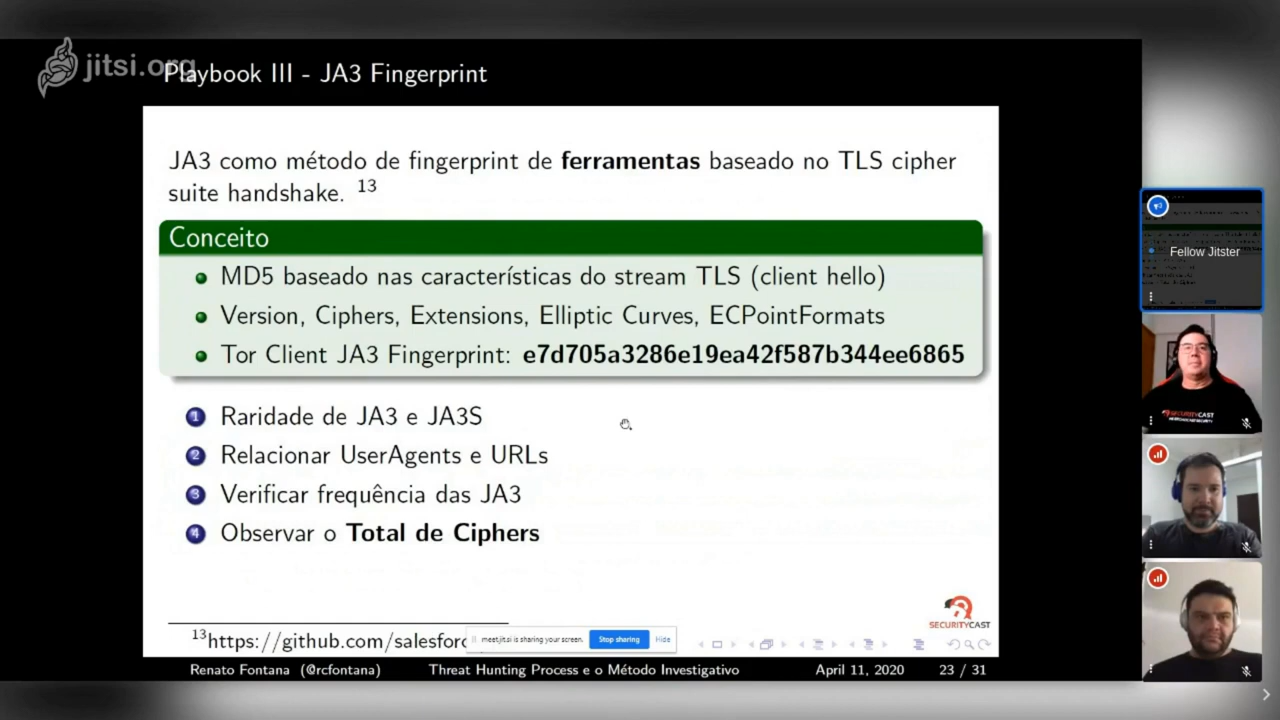 jitsi.org
Playbook III - JA3 Fingerprint
JA3 como método de fingerprint de ferramentas baseado no TLS cipher
suite handshake. 13
Conceito
MD5 baseado nas características do stream TLS (client hello)
Version, Ciphers, Extensions, Elliptic Curves, ECPointFormats
Tor Client JA3 Fingerprint: e7d705a3286e19ea42f587b344ee6865
1 Raridade de JA3 e JA3S
2 Relacionar UserAgents e URLs
3 Verificar frequência das JA3
4 Observar o Total de Ciphers
SECURITYCAST
13 https://github.com/salesforc
meet.jit.si is sharing your screen. Stop sharing Hide
Renato Fontana (@rcfontana) Threat Hunting Process e o Método Investigativo April 11, 2020 23 / 31
Fellow Jitster
SECURITYCAST